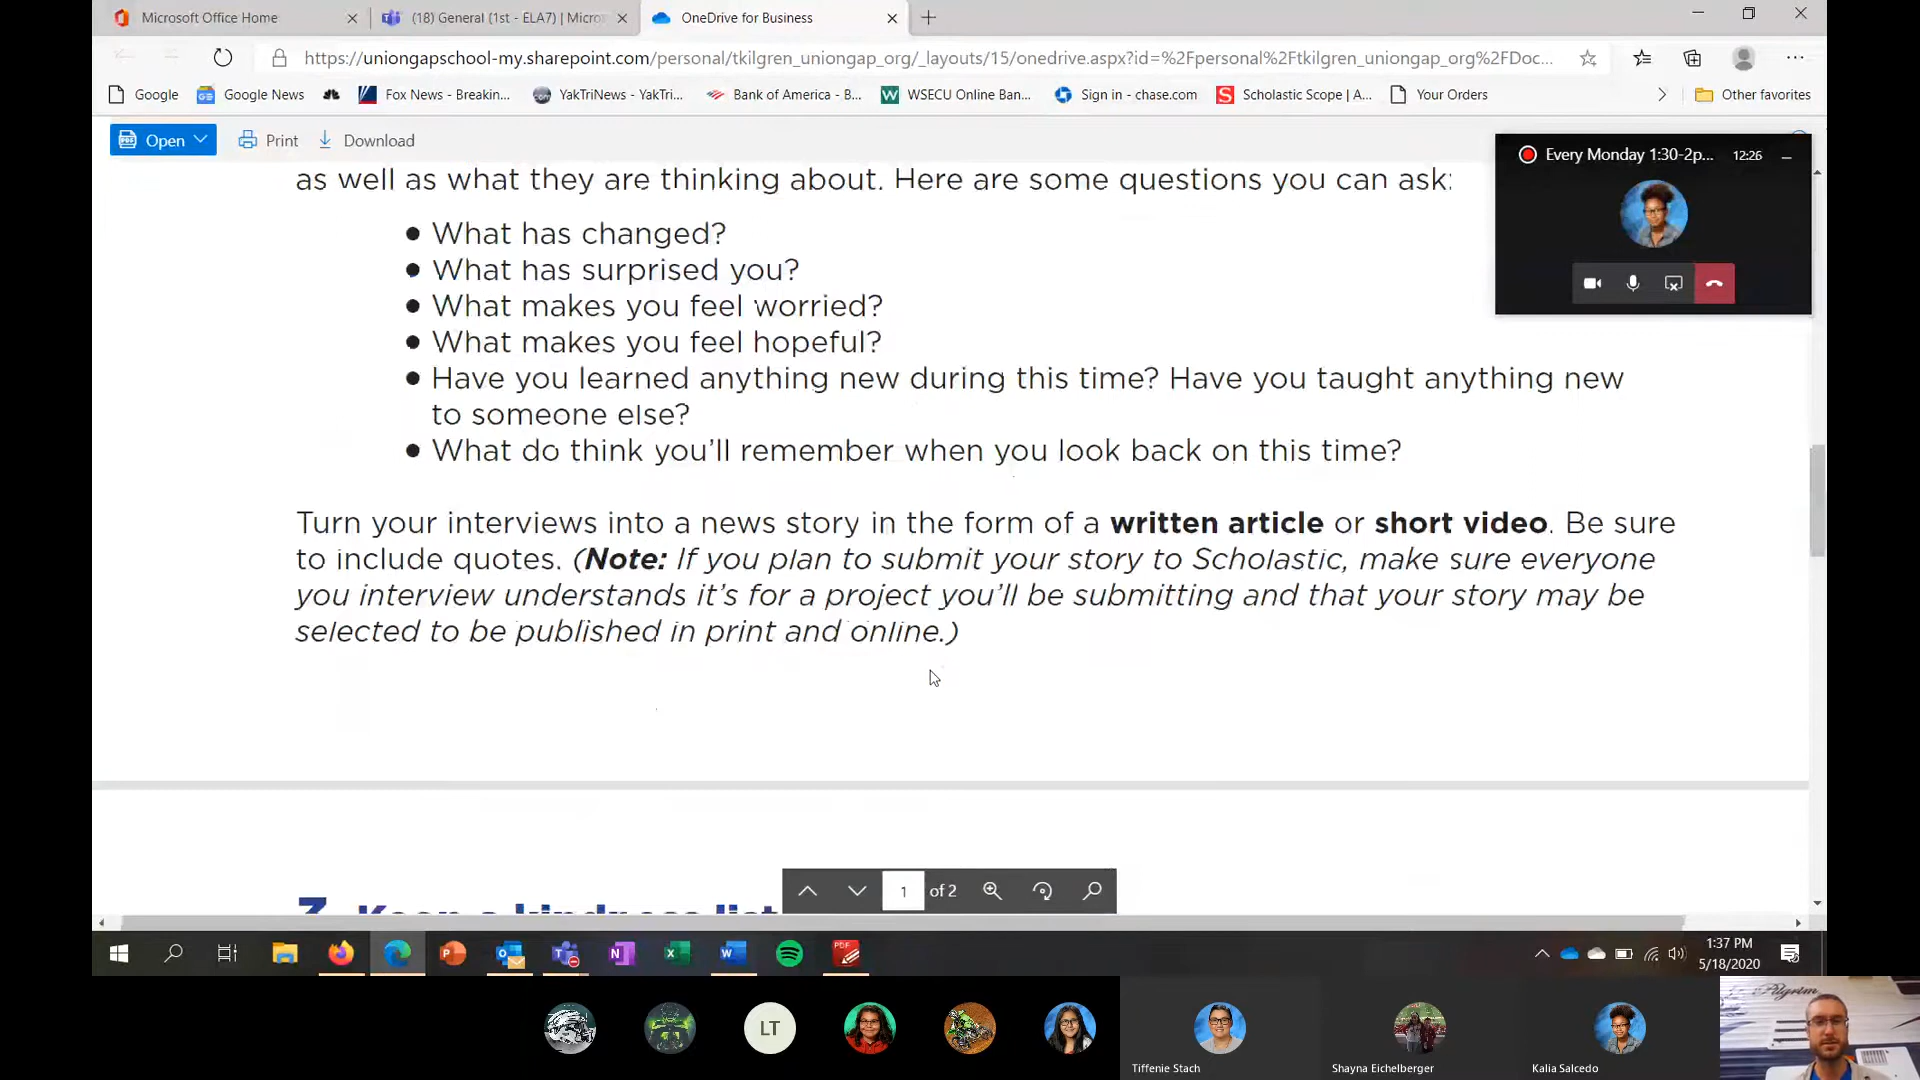 Microsoft Office Home
(18) General (1st - ELA7) | Micro
OneDrive for Business
https://uniongapschool-my.sharepoint.com/personal/tkilgren_uniongap_org/_layouts/15/onedrive.aspx?id=%2Fpersonal%2Ftkilgren_uniongap_org%2FDoc...
Google
Google News
Fox News - Breakin...
YakTriNews - YakTri...
Bank of America - B...
WSECU Online Ban...
Sign in - chase.com
Scholastic Scope | A...
Your Orders
Other favorites
Open
Print
Download
Every Monday 1:30-2p...
12:26
as well as what they are thinking about. Here are some questions you can ask:
● What has changed?
● What has surprised you?
● What makes you feel worried?
● What makes you feel hopeful?
● Have you learned anything new during this time? Have you taught anything new
to someone else?
● What do think you'll remember when you look back on this time?
Turn your interviews into a news story in the form of a written article or short video. Be sure
to include quotes. (Note: If you plan to submit your story to Scholastic, make sure everyone
you interview understands it's for a project you'll be submitting and that your story may be
selected to be published in print and online.)
1 of 2
3. Keep a kindness list
1:37 PM
5/18/2020
LT
Tiffenie Stach
Shayna Eichelberger
Kalia Salcedo
Pilgrim